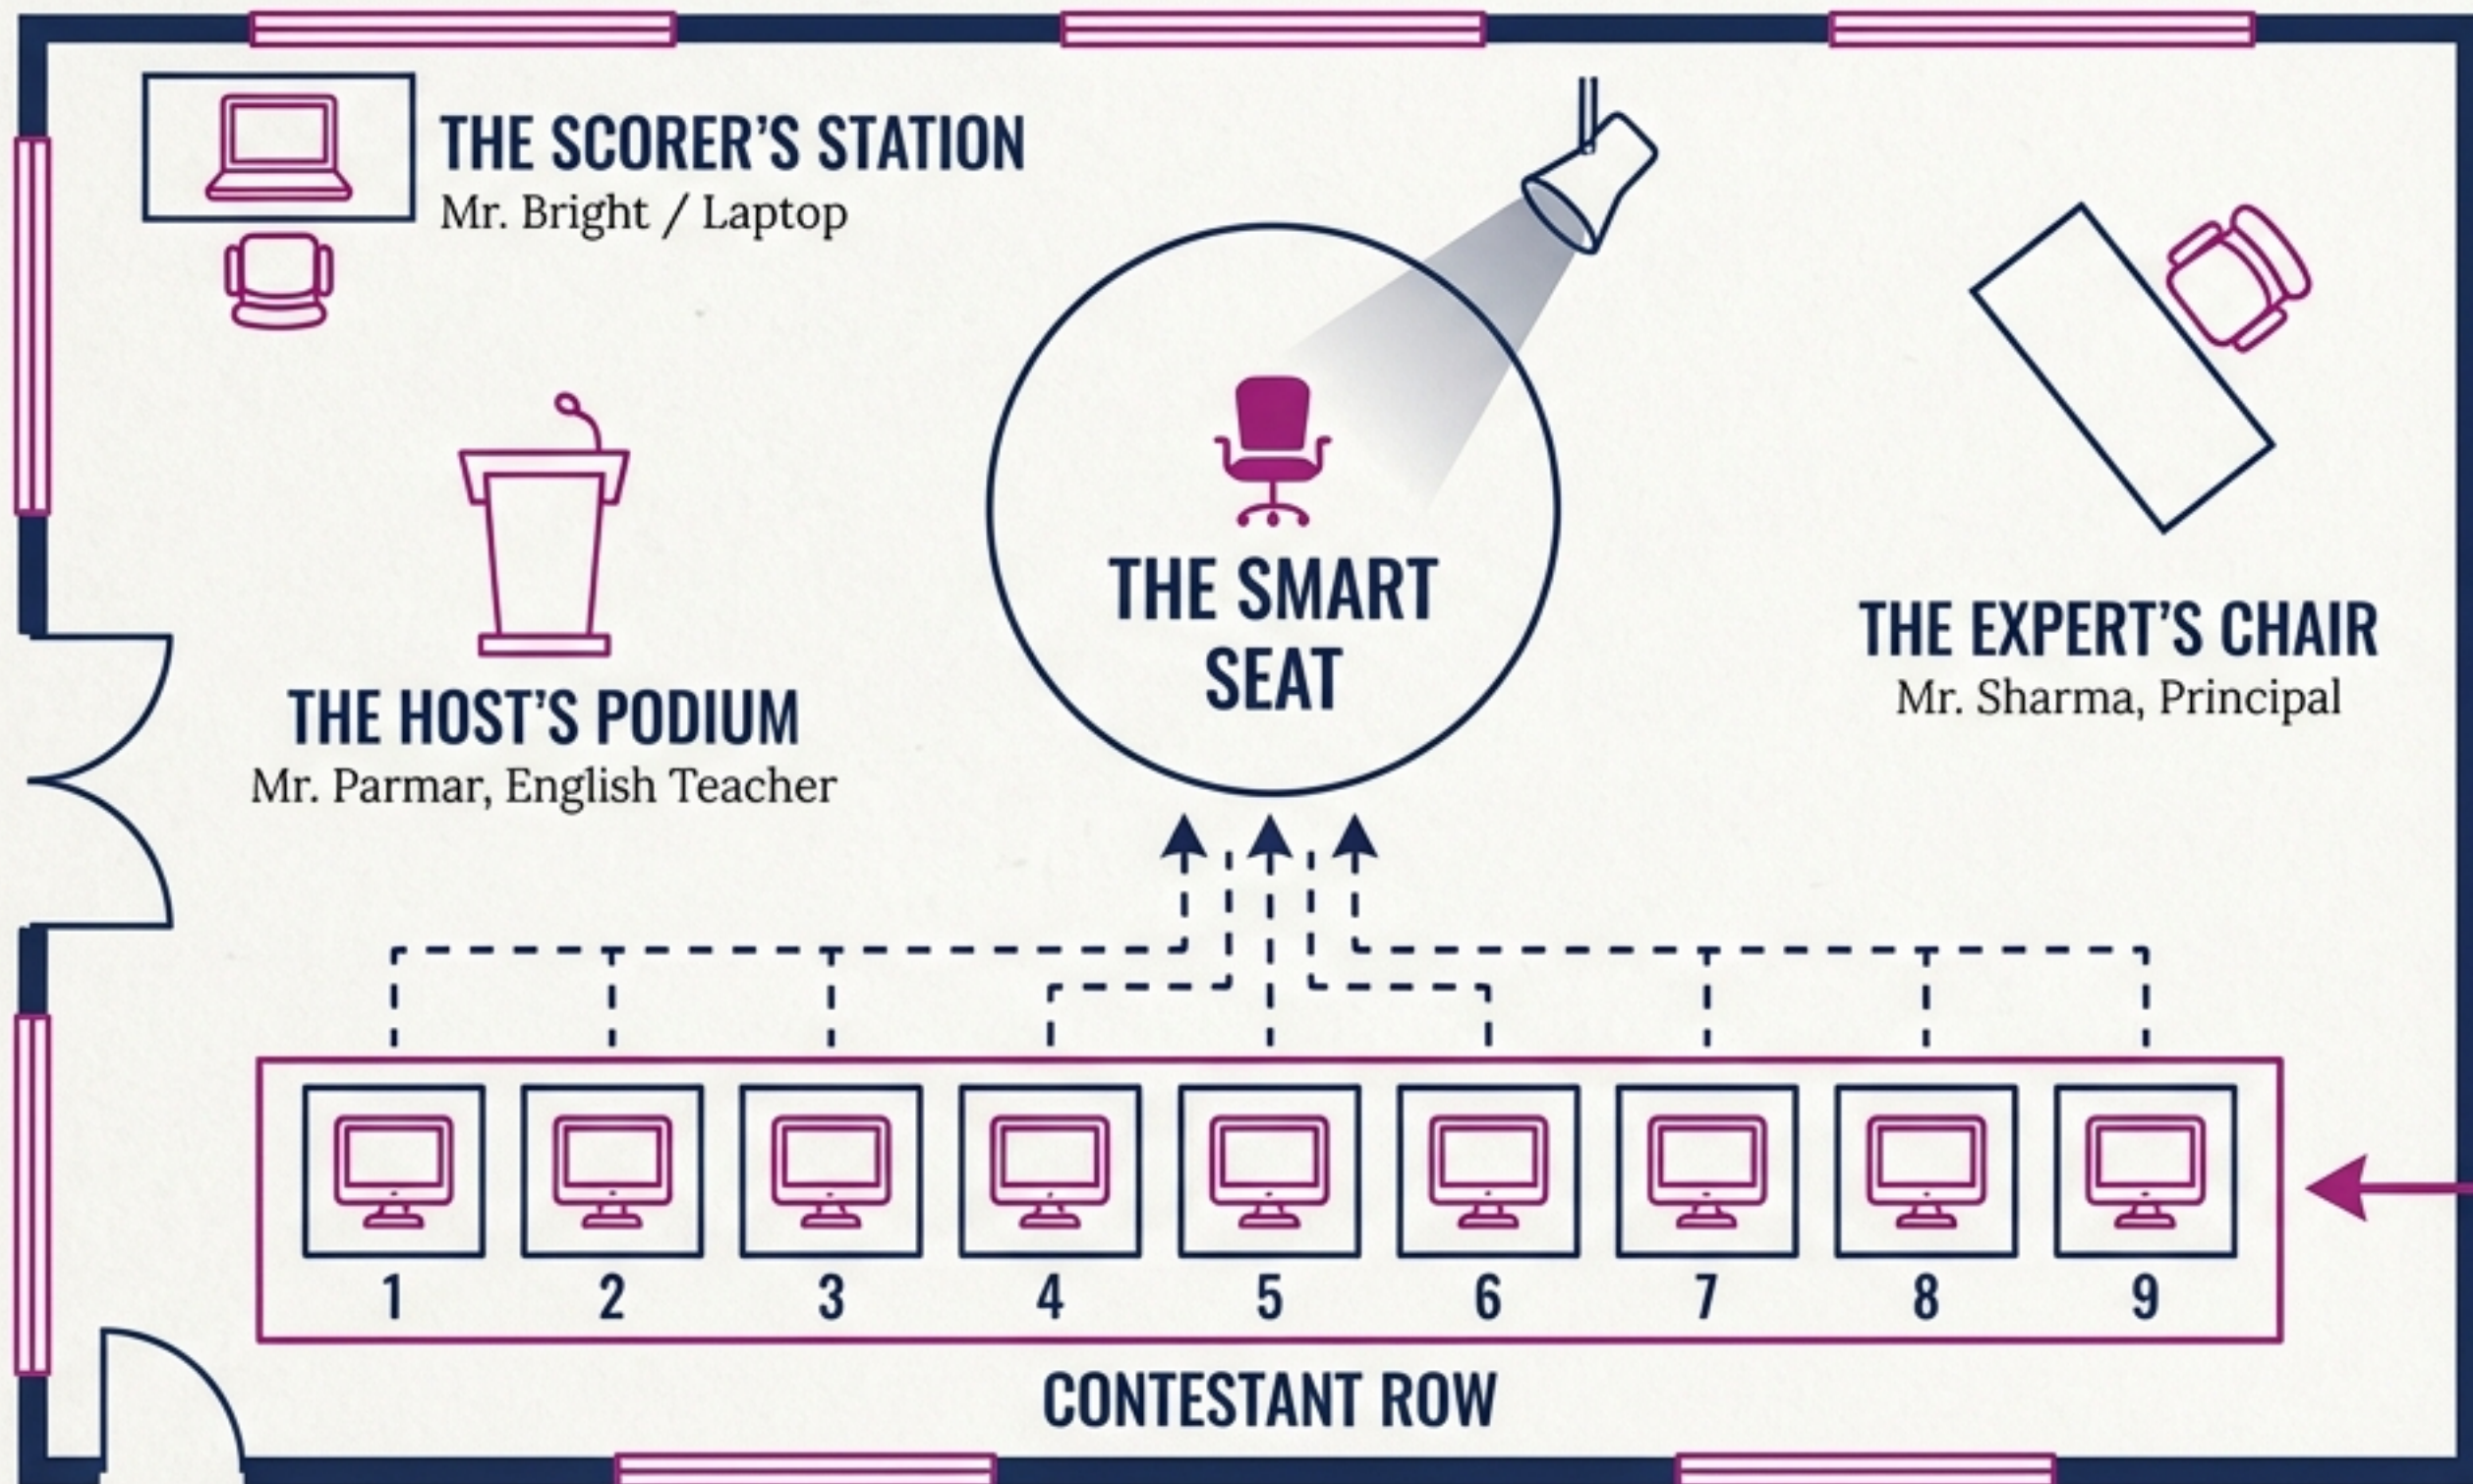 THE SCORER’S STATION
Mr. Bright / Laptop
THE HOST’S PODIUM
Mr. Parmar, English Teacher
THE SMART
SEAT
THE EXPERT’S CHAIR
Mr. Sharma, Principal
1 2 3 4 5 6 7 8 9
CONTESTANT ROW